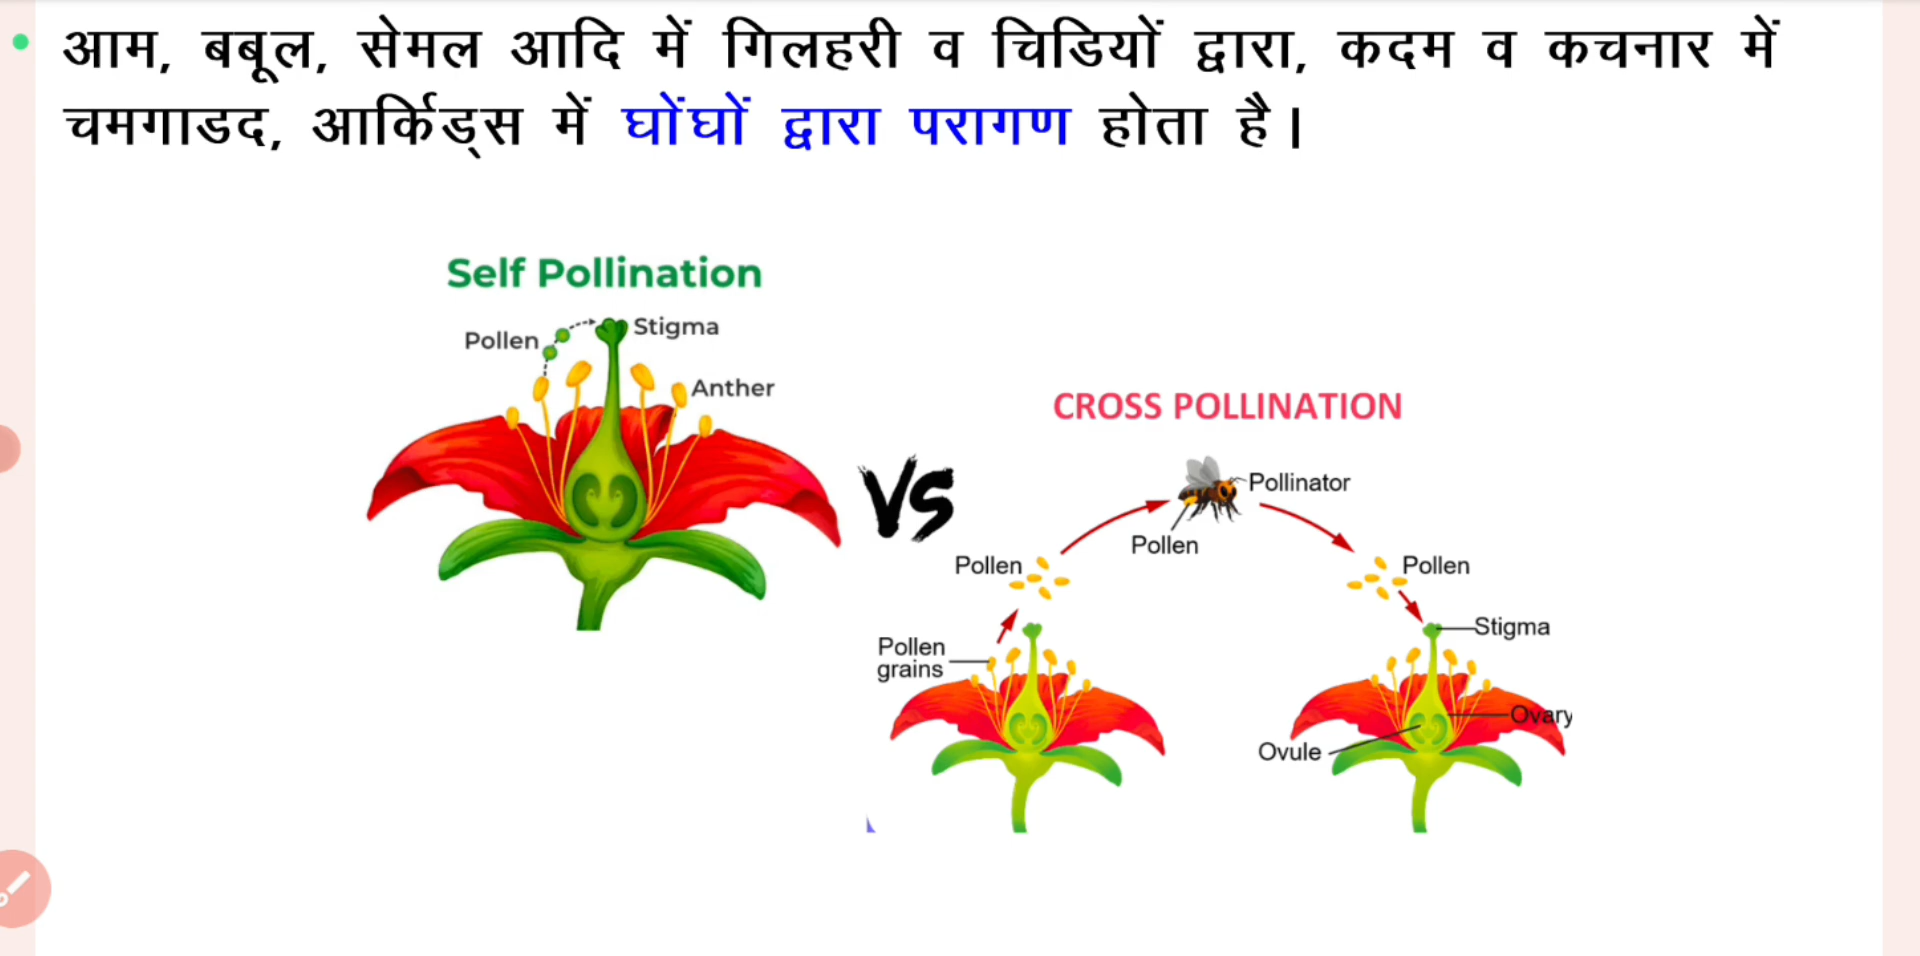 आम, बबूल, सेमल आदि में गिलहरी व चिडियों द्वारा, कदम व कचनार में
चमगाडद, आर्किड्स में घोंघों द्वारा परागण होता है।
Self Pollination
Pollen
Stigma
Anther
VS
CROSS POLLINATION
Pollinator
Pollen
Pollen
Pollen
Pollen
grains
Stigma
Ovary
Ovule